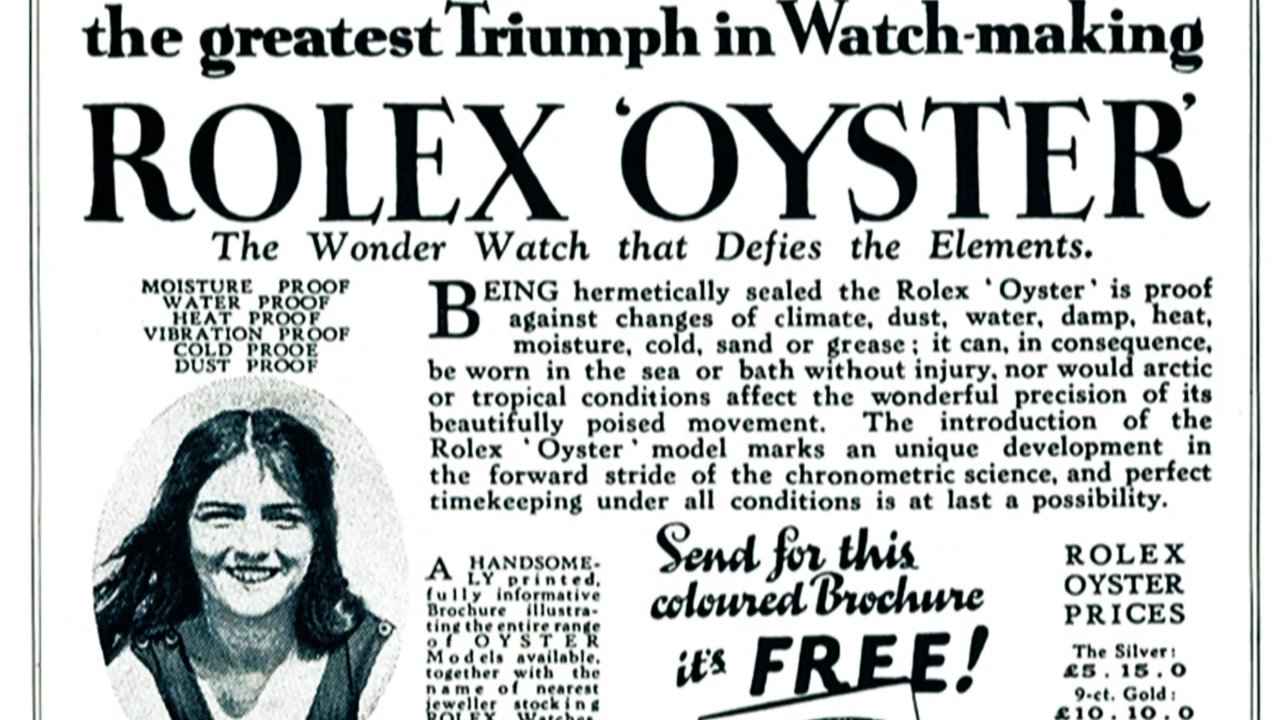 the greatest Triumph in Watch-making
ROLEX ‘OYSTER’
The Wonder Watch that Defies the Elements.
MOISTURE PROOF
WATER PROOF
HEAT PROOF
VIBRATION PROOF
COLD PROOF
DUST PROOF
BEING hermetically sealed the Rolex ‘Oyster’ is proof
against changes of climate, dust, water, damp, heat,
moisture, cold, sand or grease; it can, in consequence,
be worn in the sea or bath without injury, nor would arctic
or tropical conditions affect the wonderful precision of its
beautifully poised movement. The introduction of the
Rolex ‘Oyster’ model marks an unique development in
the forward stride of the chronometric science, and perfect
timekeeping under all conditions is at last a possibility.
A HANDSOME-
LY printed,
fully informative
Brochure illustra-
ting the entire range
of OYSTER
Models available,
together with the
name of nearest
jeweller stocking
ROLEX Watches
Send for this
coloured Brochure
it's FREE!
ROLEX
OYSTER
PRICES
The Silver:
£5.15.0
9-ct. Gold:
£10.10.0